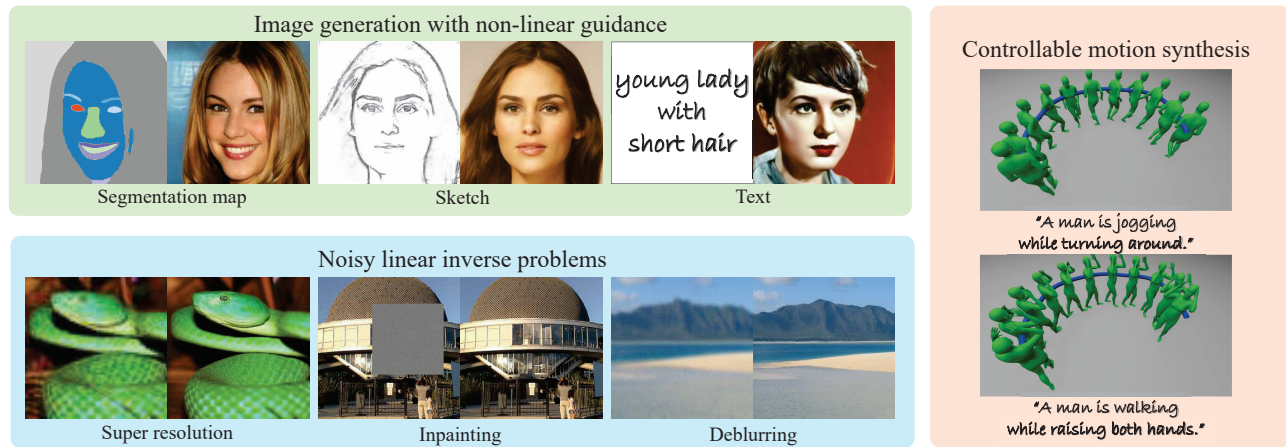 Image generation with non-linear guidance
young lady
with
short hair
Segmentation map
Sketch
Text
Noisy linear inverse problems
Super resolution
Inpainting
Deblurring
Controllable motion synthesis
"A man is jogging
while turning around."
"A man is walking
while raising both hands."